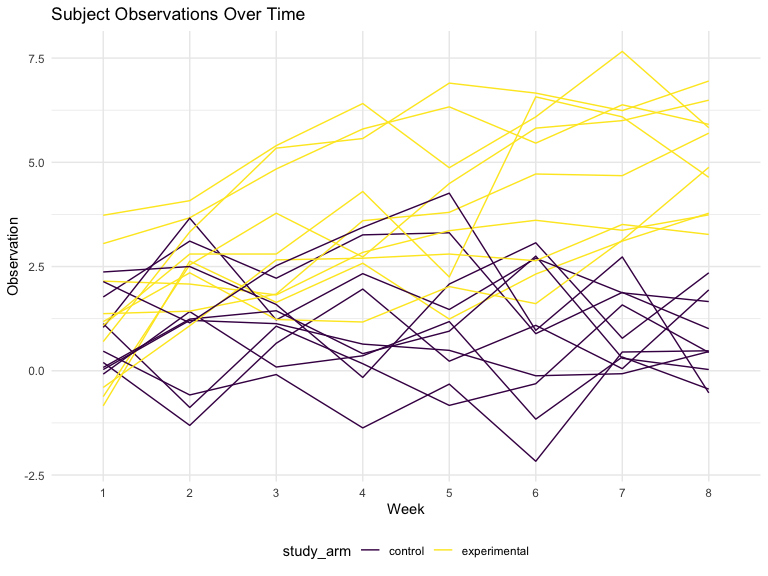 Subject Observations Over Time
7.5
5.0
2.5
0.0
-2.5
Observation
1 2 3 4 5 6 7 8
Week
study_arm control experimental